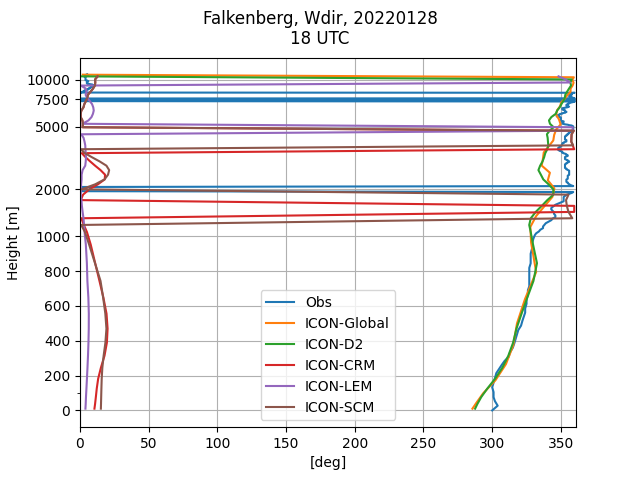 Falkenberg, Wdir, 20220128
18 UTC
Height [m]
10000
7500
5000
2000
1000
800
600
400
200
0
Obs
ICON-Global
ICON-D2
ICON-CRM
ICON-LEM
ICON-SCM
0 50 100 150 200 250 300 350
[deg]